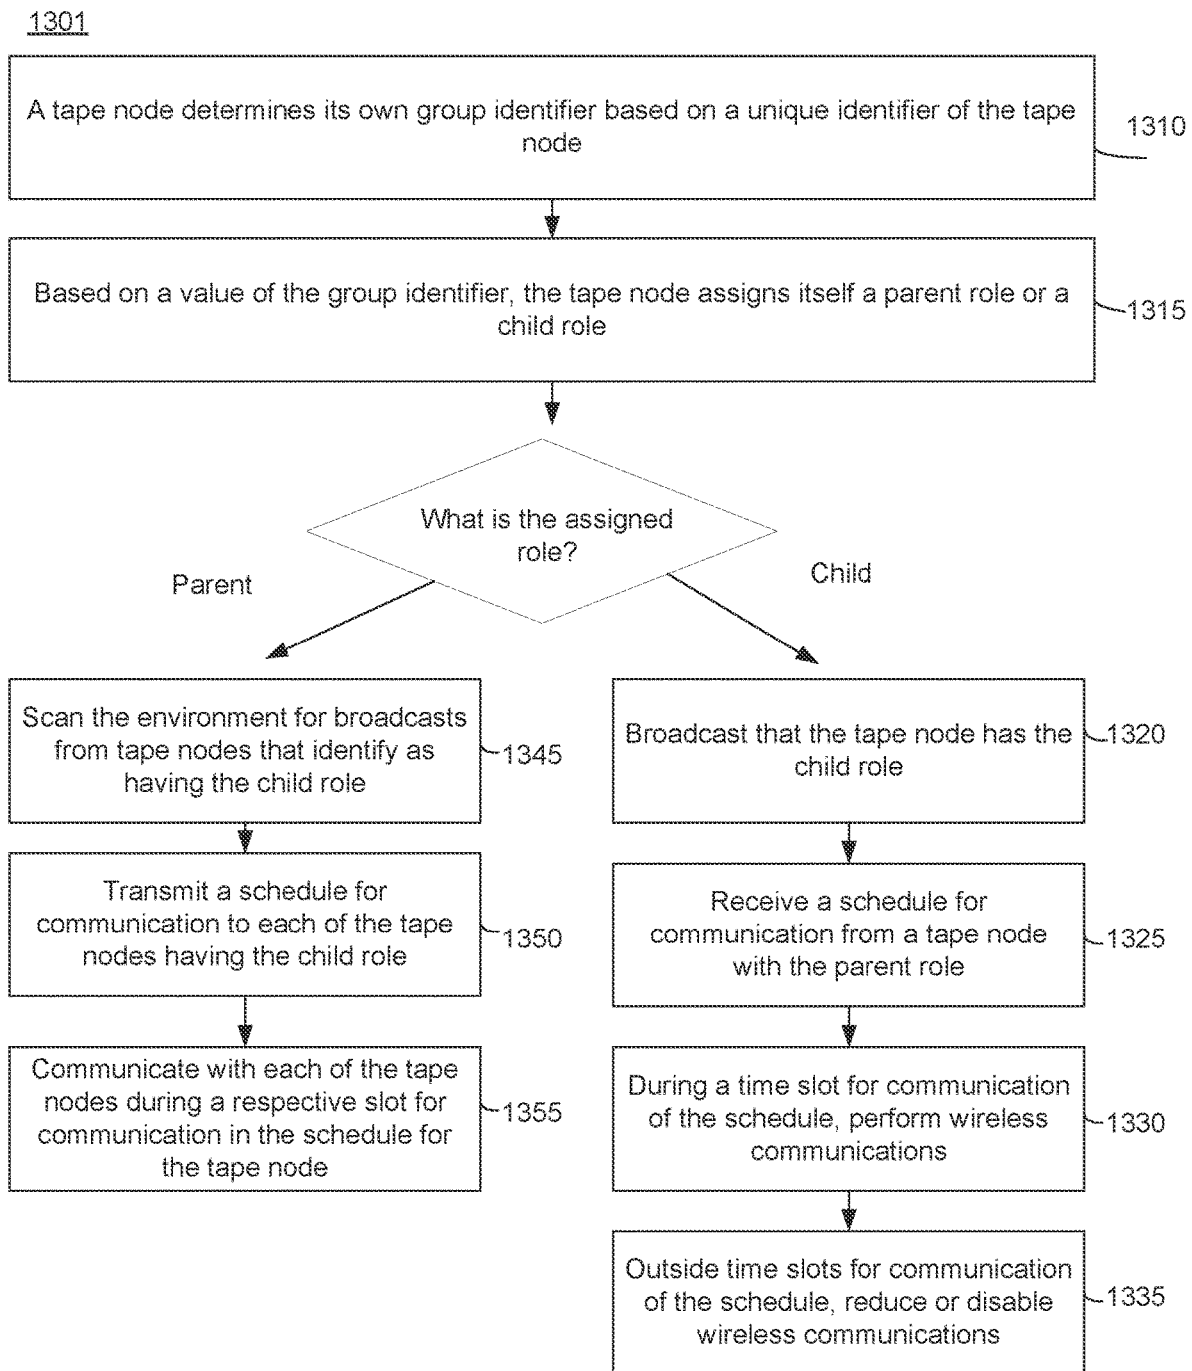 1301
A tape node determines its own group identifier based on a unique identifier of the tape
node
1310
Based on a value of the group identifier, the tape node assigns itself a parent role or a
child role
1315
What is the assigned
role?
Parent
Child
Scan the environment for broadcasts
from tape nodes that identify as
having the child role
1345
Transmit a schedule for
communication to each of the tape
nodes having the child role
1350
Communicate with each of the tape
nodes during a respective slot for
communication in the schedule for
the tape node
1355
Broadcast that the tape node has the
child role
1320
Receive a schedule for
communication from a tape node
with the parent role
1325
During a time slot for communication
of the schedule, perform wireless
communications
1330
Outside time slots for communication
of the schedule, reduce or disable
wireless communications
1335